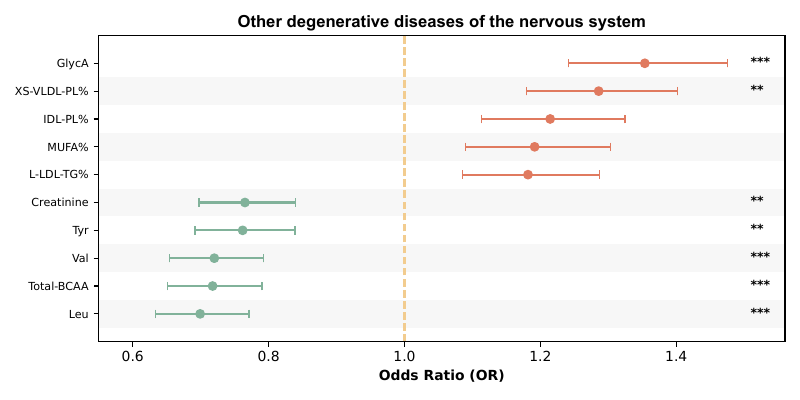 Other degenerative diseases of the nervous system
GlycA ***
XS-VLDL-PL% **
IDL-PL%
MUFA%
L-LDL-TG%
Creatinine **
Tyr **
Val ***
Total-BCAA ***
Leu ***
0.6 0.8 1.0 1.2 1.4
Odds Ratio (OR)